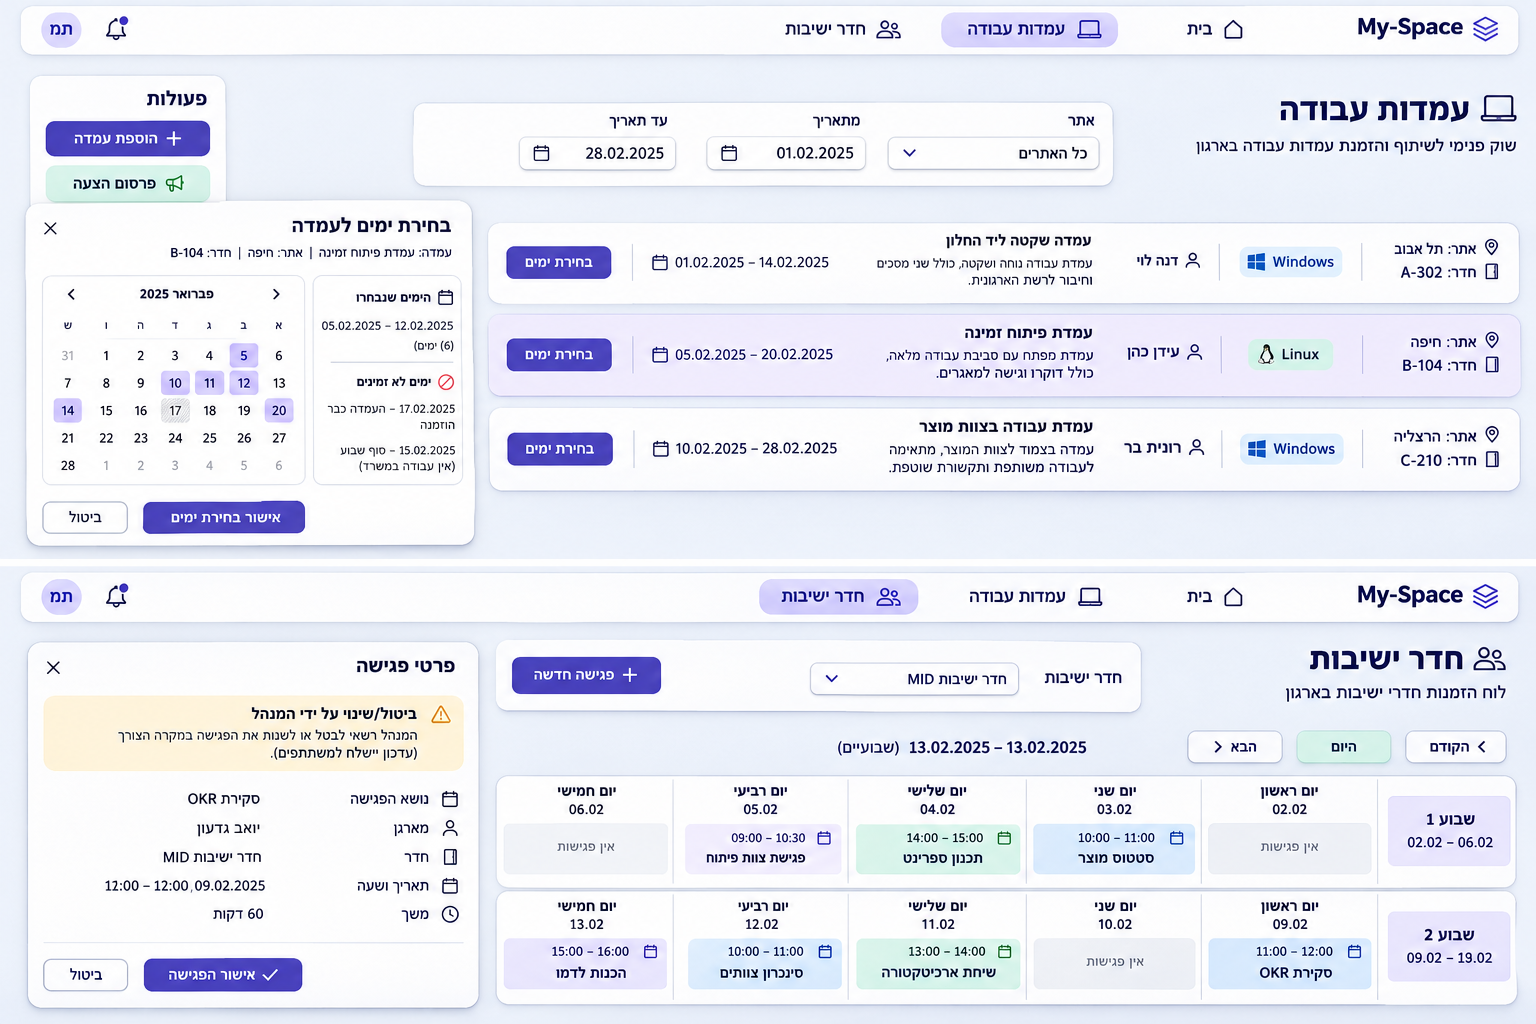 My-Space
בית
עמדות עבודה
חדר ישיבות
תמ
עמדות עבודה
שוק פנימי לשיתוף והזמנת עמדות עבודה בארגון
אתר
כל האתרים
מתאריך
01.02.2025
עד תאריך
28.02.2025
פעולות
הוספת עמדה
פרסום הצעה
אתר: תל אבוב
חדר: A-302
Windows
דנה לוי
עמדה שקטה ליד החלון
עמדת עבודה נוחה ושקטה, כולל שני מסכים
וחיבור לרשת הארגונית.
01.02.2025 – 14.02.2025
בחירת ימים
אתר: חיפה
חדר: B-104
Linux
עידן כהן
עמדת פיתוח זמינה
עמדת מפתח עם סביבת עבודה מלאה,
כולל דוקרו וגישה למאגרים.
05.02.2025 – 20.02.2025
בחירת ימים
אתר: הרצליה
חדר: C-210
Windows
רונית בר
עמדת עבודה בצוות מוצר
עמדה בצמוד לצוות המוצר, מתאימה
לעבודה משותפת ותקשורת שוטפת.
10.02.2025 – 28.02.2025
בחירת ימים
בחירת ימים לעמדה
עמדה: עמדת פיתוח זמינה | אתר: חיפה | חדר: B-104
הימים שנבחרו
05.02.2025 – 12.02.2025
(6) ימים)
ימים לא זמינים
17.02.2025 – העמדה כבר
הוזמנה
15.02.2025 – סוף שבוע
(אין עבודה במשרד)
פברואר 2025
א ב ג ד ה ו ש
6 5 4 3 2 1 31
13 12 11 10 9 8 7
20 19 18 17 16 15 14
27 26 25 24 23 22 21
6 5 4 3 2 1 28
אישור בחירת ימים
ביטול
My-Space
בית
עמדות עבודה
חדר ישיבות
תמ
חדר ישיבות
לוח הזמנות חדרי ישיבות בארגון
חדר ישיבות
חדר ישיבות MID
פגישה חדשה
הקודם
היום
הבא
13.02.2025 – 13.02.2025 (שבועיים)
שבוע 1
02.02 – 06.02
יום ראשון
02.02
אין פגישות
יום שני
03.02
10:00 – 11:00
סטטוס מוצר
יום שלישי
04.02
14:00 – 15:00
תכנון ספרינט
יום רביעי
05.02
09:00 – 10:30
פגישת צוות פיתוח
יום חמישי
06.02
אין פגישות
שבוע 2
09.02 – 19.02
יום ראשון
09.02
11:00 – 12:00
סקירת OKR
יום שני
10.02
אין פגישות
יום שלישי
11.02
13:00 – 14:00
שיחת ארכיטקטורה
יום רביעי
12.02
10:00 – 11:00
סינכרון צוותים
יום חמישי
13.02
15:00 – 16:00
הכנות לדמו
פרטי פגישה
ביטול/שינוי על ידי המנהל
המנהל רשאי לבטל או לשנות את הפגישה במקרה הצורך
(עדכון יישלח למשתתפים).
נושא הפגישה
סקירת OKR
מארגן
יואב גדעון
חדר
חדר ישיבות MID
תאריך ושעה
12:00 – 12:00, 09.02.2025
משך
60 דקות
אישור הפגישה
ביטול